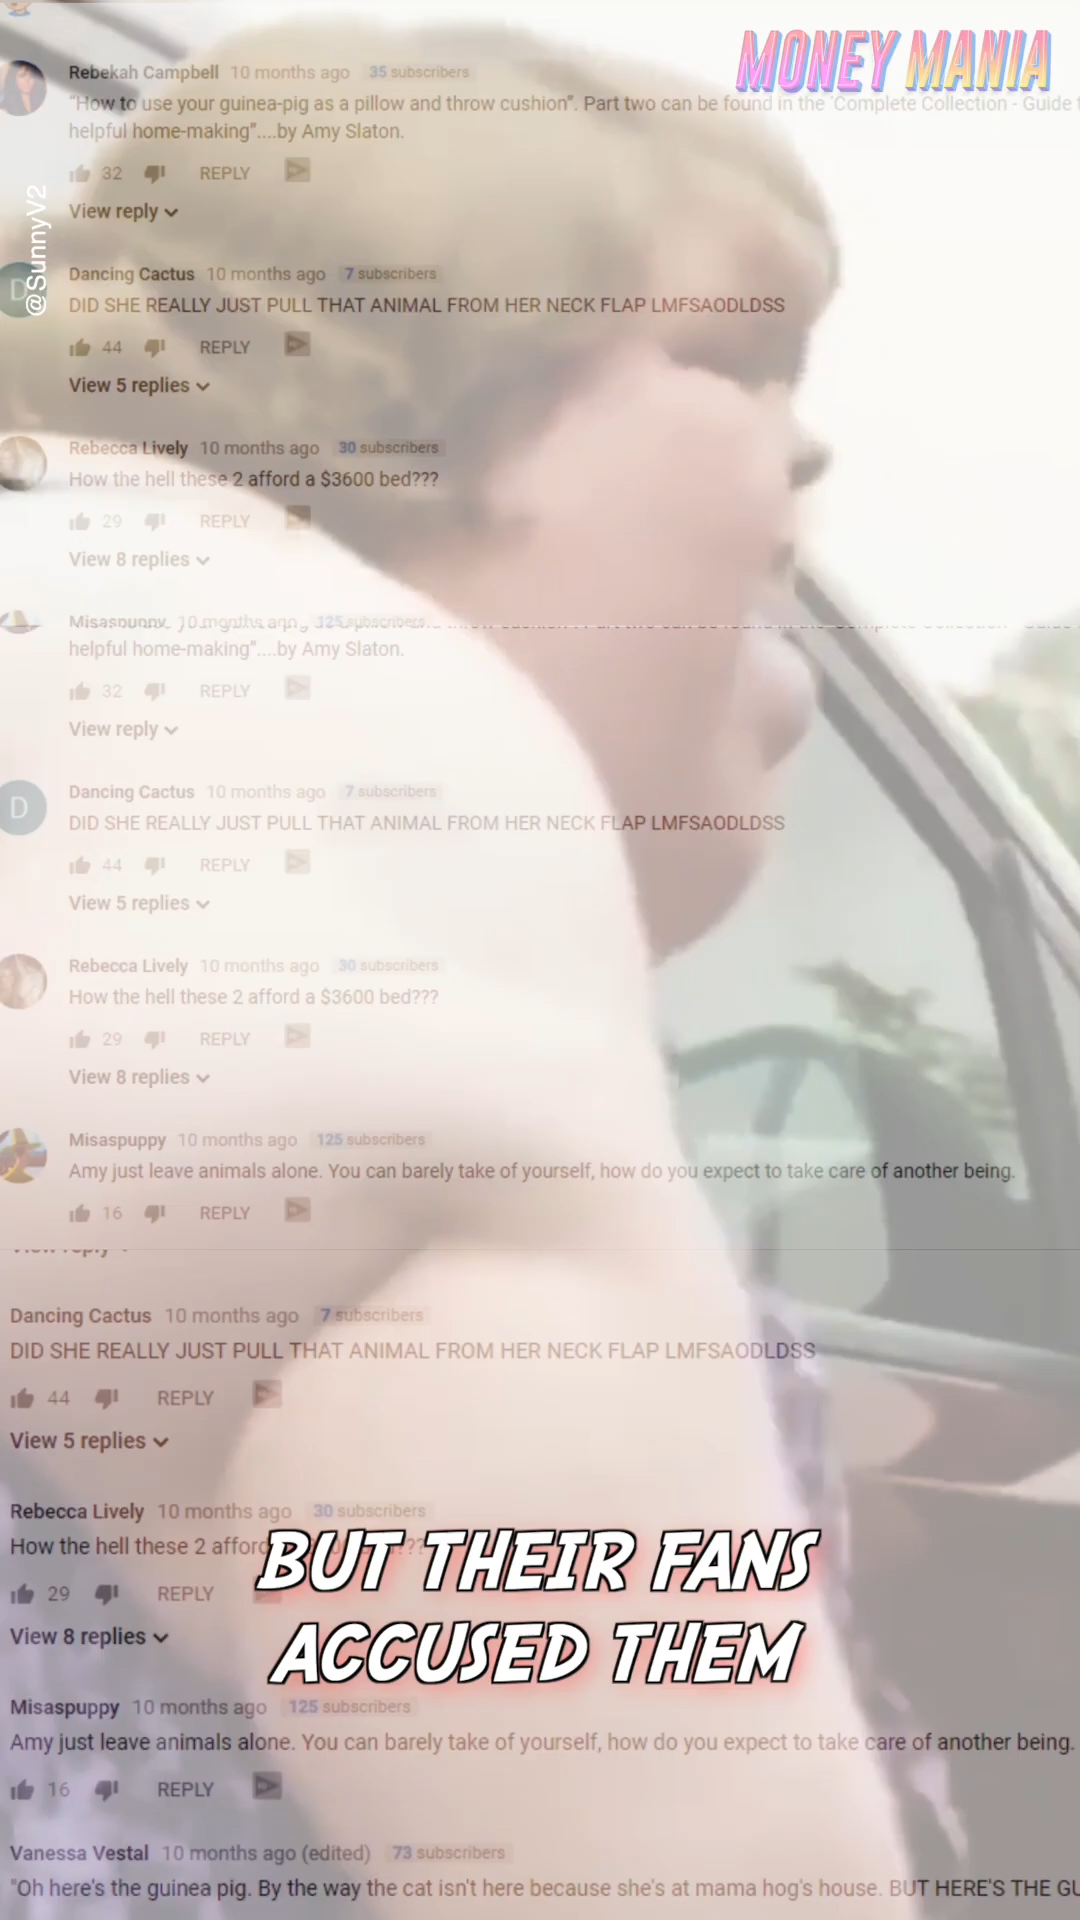 MONEY MANIA
@SunnyV2
Rebekah Campbell 10 months ago 35 subscribers
"How to use your guinea-pig as a pillow and throw cushion". Part two can be found in the 'Complete Collection - Guide
helpful home-making"....by Amy Slaton.
32 REPLY
View reply
D
Dancing Cactus 10 months ago 7 subscribers
DID SHE REALLY JUST PULL THAT ANIMAL FROM HER NECK FLAP LMFSAODLDSS
44 REPLY
View 5 replies
Rebecca Lively 10 months ago 30 subscribers
How the hell these 2 afford a $3600 bed???
29 REPLY
View 8 replies
Misaspuppy 10 months ago 125 subscribers
helpful home-making"....by Amy Slaton.
32 REPLY
View reply
D
Dancing Cactus 10 months ago 7 subscribers
DID SHE REALLY JUST PULL THAT ANIMAL FROM HER NECK FLAP LMFSAODLDSS
44 REPLY
View 5 replies
Rebecca Lively 10 months ago 30 subscribers
How the hell these 2 afford a $3600 bed???
29 REPLY
View 8 replies
Misaspuppy 10 months ago 125 subscribers
Amy just leave animals alone. You can barely take of yourself, how do you expect to take care of another being.
16 REPLY
View reply
Dancing Cactus 10 months ago 7 subscribers
DID SHE REALLY JUST PULL THAT ANIMAL FROM HER NECK FLAP LMFSAODLDSS
44 REPLY
View 5 replies
Rebecca Lively 10 months ago 30 subscribers
How the hell these 2 afford
29 REPLY
View 8 replies
BUT THEIR FANS
ACCUSED THEM
Misaspuppy 10 months ago 125 subscribers
Amy just leave animals alone. You can barely take of yourself, how do you expect to take care of another being.
16 REPLY
Vanessa Vestal 10 months ago (edited) 73 subscribers
"Oh here's the guinea pig. By the way the cat isn't here because she's at mama hog's house. BUT HERE'S THE GU